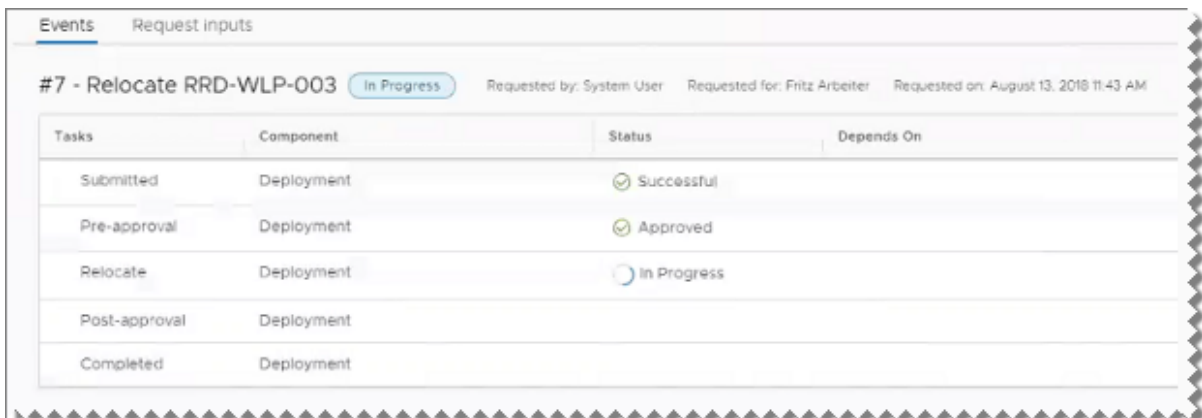 Events Request inputs
#7 - Relocate RRD-WLP-003 In Progress Requested by: System User Requested for: Fritz Arbeiter Requested on: August 13, 2018 11:43 AM
Tasks Component Status Depends On
Submitted Deployment Successful
Pre-approval Deployment Approved
Relocate Deployment In Progress
Post-approval Deployment
Completed Deployment